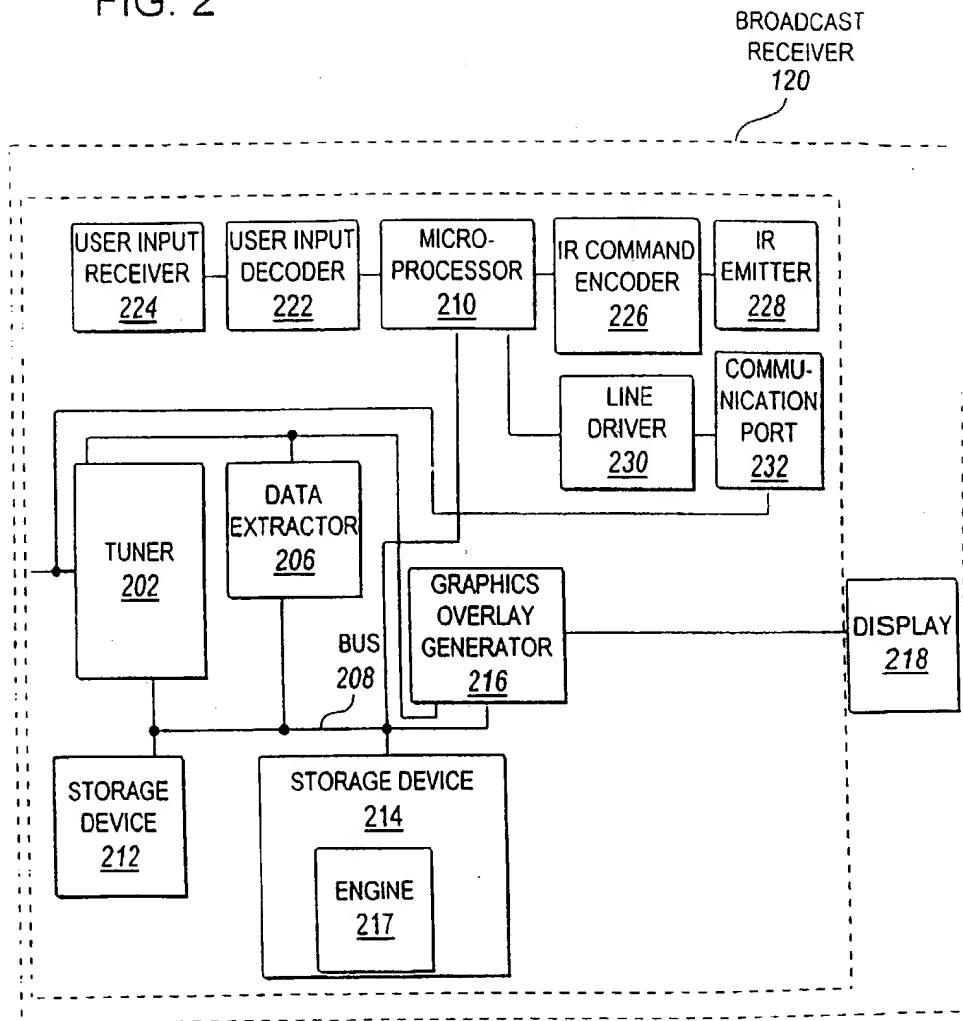 FIG. 2
BROADCAST
RECEIVER
120
USER INPUT
RECEIVER
224
USER INPUT
DECODER
222
MICRO-
PROCESSOR
210
IR COMMAND
ENCODER
226
IR
EMITTER
228
LINE
DRIVER
230
COMMU-
NICATION
PORT
232
TUNER
202
DATA
EXTRACTOR
206
GRAPHICS
OVERLAY
GENERATOR
216
DISPLAY
218
BUS
208
STORAGE
DEVICE
212
STORAGE DEVICE
214
ENGINE
217